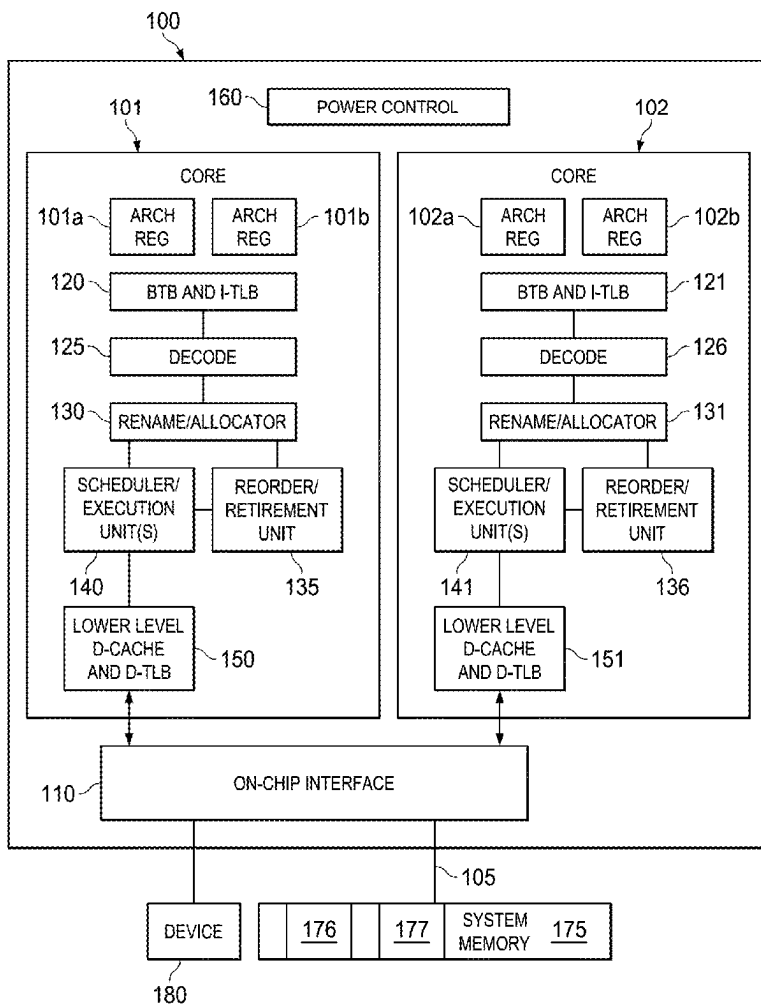 100
160
POWER CONTROL
101
102
CORE
CORE
101a
ARCH
REG
ARCH
REG
101b
102a
ARCH
REG
ARCH
REG
102b
120
BTB AND I-TLB
BTB AND I-TLB
121
125
DECODE
DECODE
126
130
RENAME/ALLOCATOR
RENAME/ALLOCATOR
131
SCHEDULER/
EXECUTION
UNIT(S)
REORDER/
RETIREMENT
UNIT
SCHEDULER/
EXECUTION
UNIT(S)
REORDER/
RETIREMENT
UNIT
140
135
141
136
LOWER LEVEL
D-CACHE
AND D-TLB
150
LOWER LEVEL
D-CACHE
AND D-TLB
151
110
ON-CHIP INTERFACE
105
DEVICE
176
177
SYSTEM
MEMORY
175
180